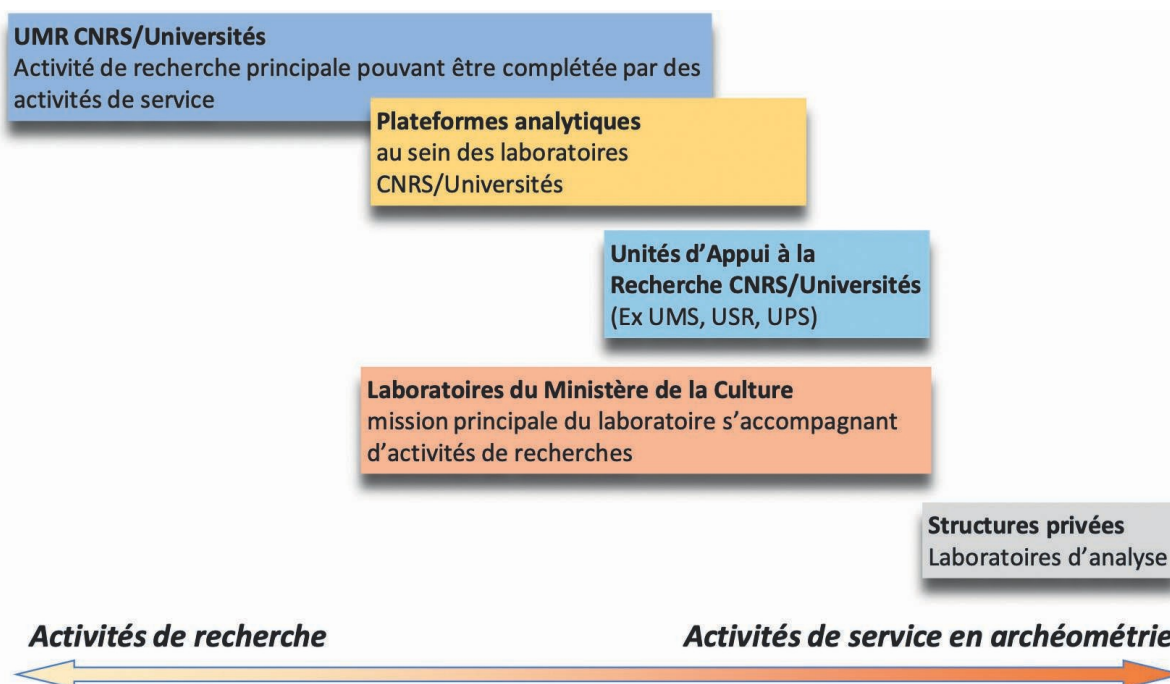 UMR CNRS/Universités
Activité de recherche principale pouvant être complétée par des
activités de service
Plateformes analytiques
au sein des laboratoires
CNRS/Universités
Unités d’Appui à la
Recherche CNRS/Universités
(Ex UMS, USR, UPS)
Laboratoires du Ministère de la Culture
mission principale du laboratoire s’accompagnant
d’activités de recherches
Structures privées
Laboratoires d’analyse
Activités de recherche
Activités de service en archéométrie